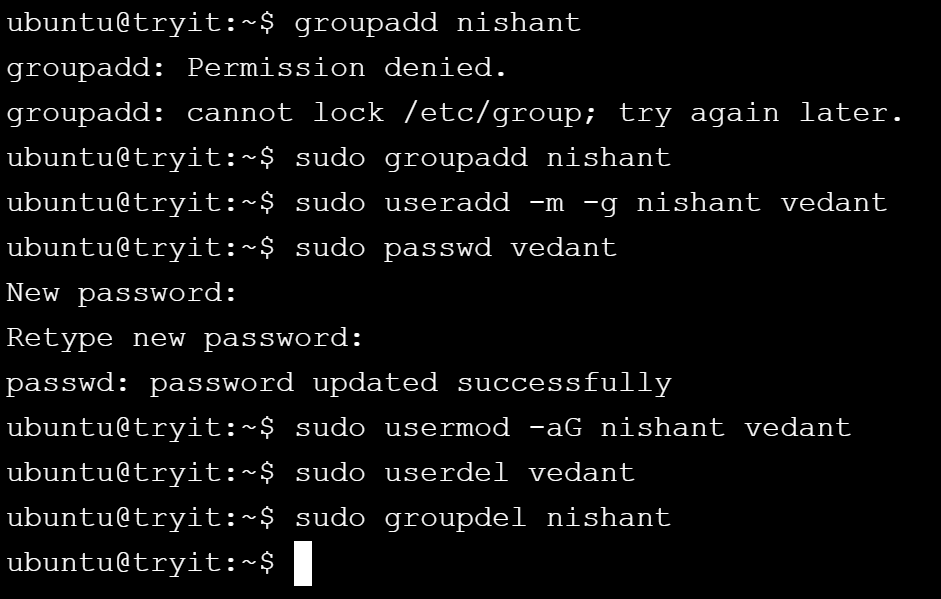 ubuntu@tryit:~$ groupadd nishant
groupadd: Permission denied.
groupadd: cannot lock /etc/group; try again later.
ubuntu@tryit:~$ sudo groupadd nishant
ubuntu@tryit:~$ sudo useradd -m -g nishant vedant
ubuntu@tryit:~$ sudo passwd vedant
New password:
Retype new password:
passwd: password updated successfully
ubuntu@tryit:~$ sudo usermod -aG nishant vedant
ubuntu@tryit:~$ sudo userdel vedant
ubuntu@tryit:~$ sudo groupdel nishant
ubuntu@tryit:~$